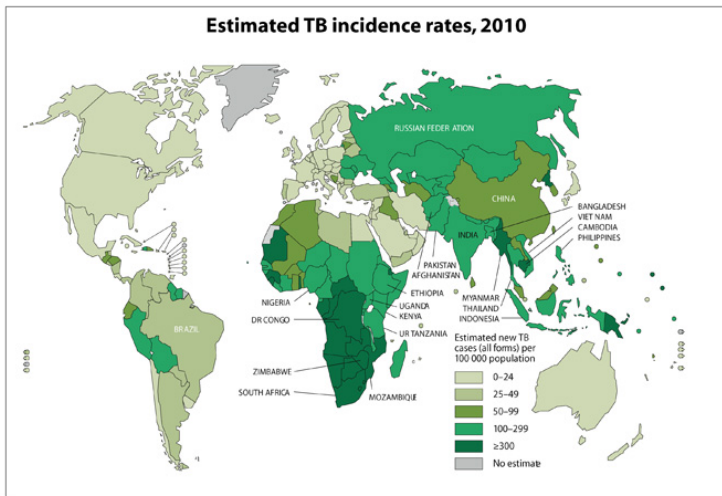 Estimated TB incidence rates, 2010
RUSSIAN FEDERATION
CHINA
INDIA
BANGLADESH
VIET NAM
CAMBODIA
PHILIPPINES
PAKISTAN
AFGHANISTAN
MYANMAR
THAILAND
INDONESIA
ETHIOPIA
UGANDA
KENYA
UR TANZANIA
NIGERIA
DR CONGO
BRAZIL
ZIMBABWE
SOUTH AFRICA
MOZAMBIQUE
Estimated new TB
cases (all forms) per
100 000 population
0–24
25–49
50–99
100–299
≥300
No estimate